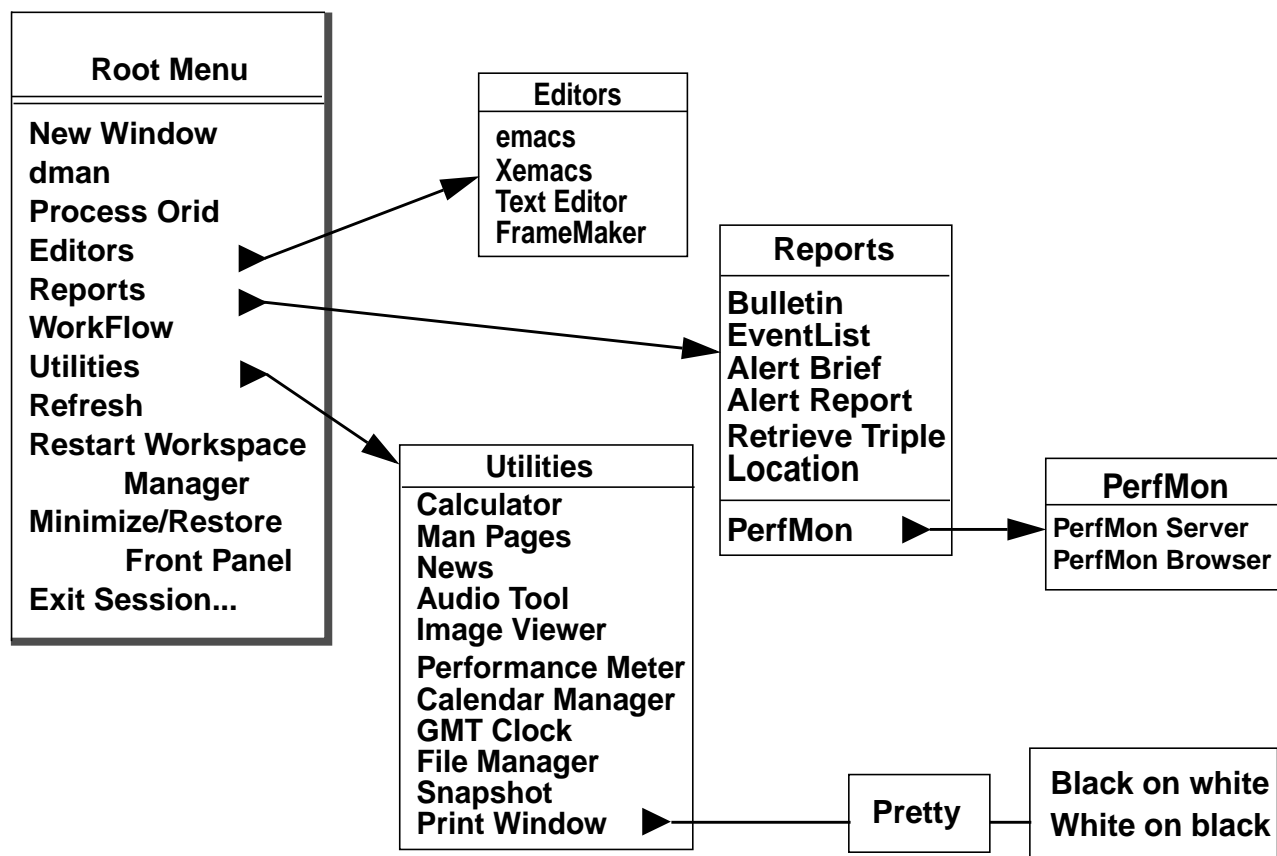 Root Menu
New Window
dman
Process Orid
Editors
Reports
WorkFlow
Utilities
Refresh
Restart Workspace
Manager
Minimize/Restore
Front Panel
Exit Session...
Editors
emacs
Xemacs
Text Editor
FrameMaker
Reports
Bulletin
EventList
Alert Brief
Alert Report
Retrieve Triple
Location
PerfMon
PerfMon
PerfMon Server
PerfMon Browser
Utilities
Calculator
Man Pages
News
Audio Tool
Image Viewer
Performance Meter
Calendar Manager
GMT Clock
File Manager
Snapshot
Print Window
Pretty
Black on white
White on black